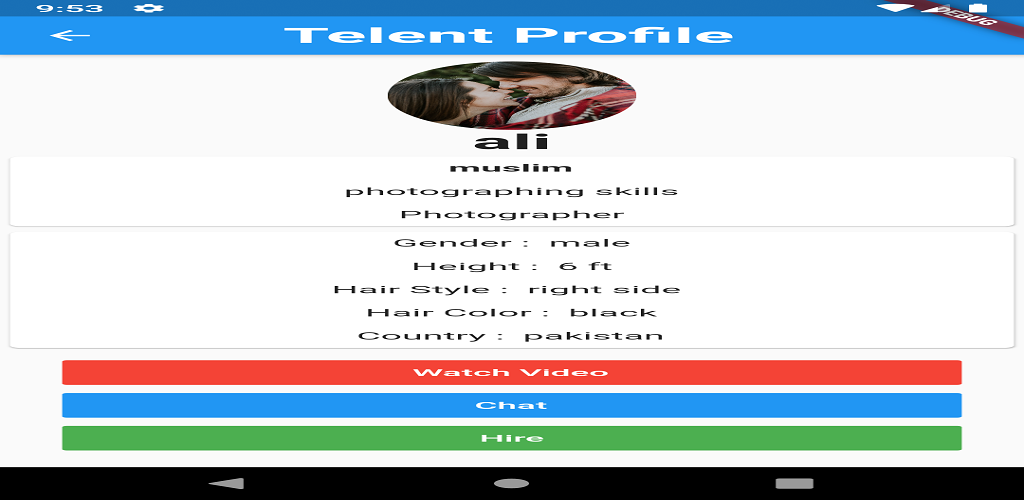 9:53
DEBUG
Telent Profile
ali
muslim
photographing skills
Photographer
Gender :  male
Height :  6 ft
Hair Style :  right side
Hair Color :  black
Country :  pakistan
Watch Video
Chat
Hire